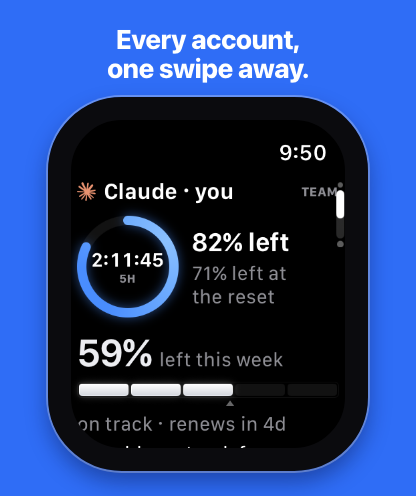 Every account,
one swipe away.
9:50
Claude · you
TEAM
2:11:45
5H
82% left
71% left at
the reset
59% left this week
on track · renews in 4d